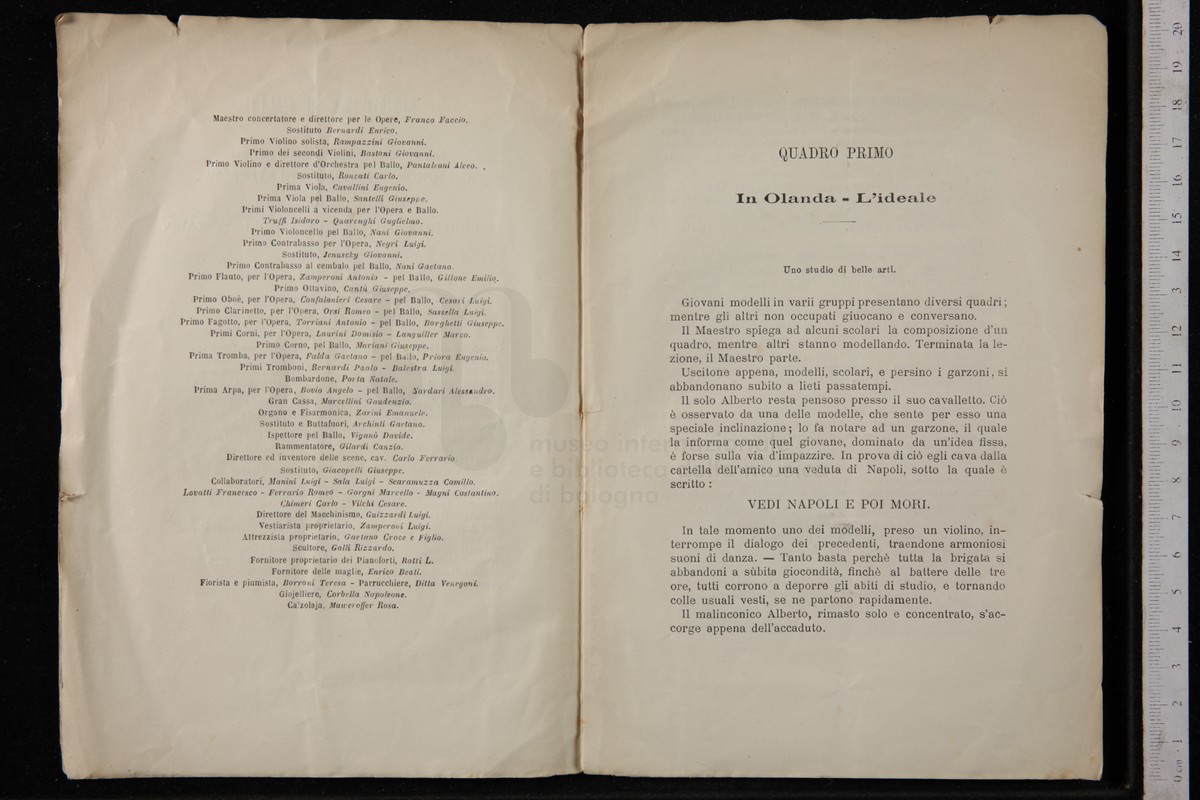 Maestro concertatore e direttore per le Opere, Franco Faccio.
Sostituto Bernardi Enrico.
Primo Violino solista, Rampazzini Giovanni.
Primo dei secondi Violini, Bastoni Giovanni.
Primo Violino e direttore d'Orchestra pel Ballo, Pantaleoni Alceo.
Sostituto, Roncati Carlo.
Prima Viola, Cavallini Eugenio.
Prima Viola pel Ballo, Santelli Giuseppe.
Primi Violoncelli a vicenda per l'Opera e Ballo.
Truffi Isidoro - Quarenghi Guglielmo.
Primo Violoncello pel Ballo, Nani Giovanni.
Primo Contrabasso per l'Opera, Negri Luigi.
Sostituto, Jenuscky Giovanni.
Primo Contrabasso al cembalo pel Ballo, Nani Gaetano.
Primo Flauto, per l'Opera, Zamperoni Antonio - pel Ballo, Gillone Emilio.
Primo Ottavino, Cantù Giuseppe.
Primo Oboè, per l'Opera, Confalonieri Cesare - pel Ballo, Cesari Luigi.
Primo Clarinetto, per l'Opera, Orsi Romeo - pel Ballo, Sassella Luigi.
Primo Fagotto, per l'Opera, Torriani Antonio - pel Ballo, Borghetti Giuseppe.
Primi Corni, per l'Opera, Laurini Domisio - Languiller Marco.
Primo Corno, pel Ballo, Mariani Giuseppe.
Prima Tromba, per l'Opera, Falda Gaetano - pel Ballo, Priora Eugenio.
Primi Tromboni, Bernardi Paolo - Balestra Luigi.
Bombardone, Porta Natale.
Prima Arpa, per l'Opera, Bovio Angelo - pel Ballo, Nardari Alessandro.
Gran Cassa, Marcellini Gaudenzio.
Organo e Fisarmonica, Zarini Emanuele.
Sostituto e Buttafuori, Archinti Gaetano.
Ispettore pel Ballo, Viganò Davide.
Rammentatore, Gilardi Canzio.
Direttore ed inventore delle scene, cav. Carlo Ferrario
Sostituto, Giacopelli Giuseppe.
Collaboratori, Manini Luigi - Sala Luigi - Scaramuzza Camillo.
Lovatti Francesco - Ferrario Romeo - Gorgni Marcello - Magni Costantino.
Chimeri Carlo - Vilchi Cesare.
Direttore del Macchinismo, Guizzardi Luigi.
Vestiarista proprietario, Zamperoni Luigi.
Attrezzista proprietario, Gaetano Croce e Figlio.
Scultore, Galli Rizzardo.
Fornitore proprietario dei Pianoforti, Ratti L.
Fornitore delle maglie, Enrico Beati.
Fiorista e piumista, Borroni Teresa - Parrucchiere, Ditta Venegoni.
Giojelliere, Corbella Napoleone.
Calzolaja, Maweroffer Rosa.
QUADRO PRIMO
In Olanda - L'ideale
Uno studio di belle arti.
Giovani modelli in varii gruppi presentano diversi quadri;
mentre gli altri non occupati giuocano e conversano.
Il Maestro spiega ad alcuni scolari la composizione d'un
quadro, mentre altri stanno modellando. Terminata la le-
zione, il Maestro parte.
Uscitone appena, modelli, scolari, e persino i garzoni, si
abbandonano subito a lieti passatempi.
Il solo Alberto resta pensoso presso il suo cavalletto. Ciò
è osservato da una delle modelle, che sente per esso una
speciale inclinazione; lo fa notare ad un garzone, il quale
la informa come quel giovane, dominato da un'idea fissa,
è forse sulla via d'impazzire. In prova di ciò egli cava dalla
cartella dell'amico una veduta di Napoli, sotto la quale è
scritto:
VEDI NAPOLI E POI MORI.
In tale momento uno dei modelli, preso un violino, in-
terrompe il dialogo dei precedenti, traendone armoniosi
suoni di danza. — Tanto basta perchè tutta la brigata si
abbandoni a sùbita giocondità, finchè al battere delle tre
ore, tutti corrono a deporre gli abiti di studio, e tornando
colle usuali vesti, se ne partono rapidamente.
Il malinconico Alberto, rimasto solo e concentrato, s'ac-
corge appena dell'accaduto.
museo inter
e biblioteca
di bologna